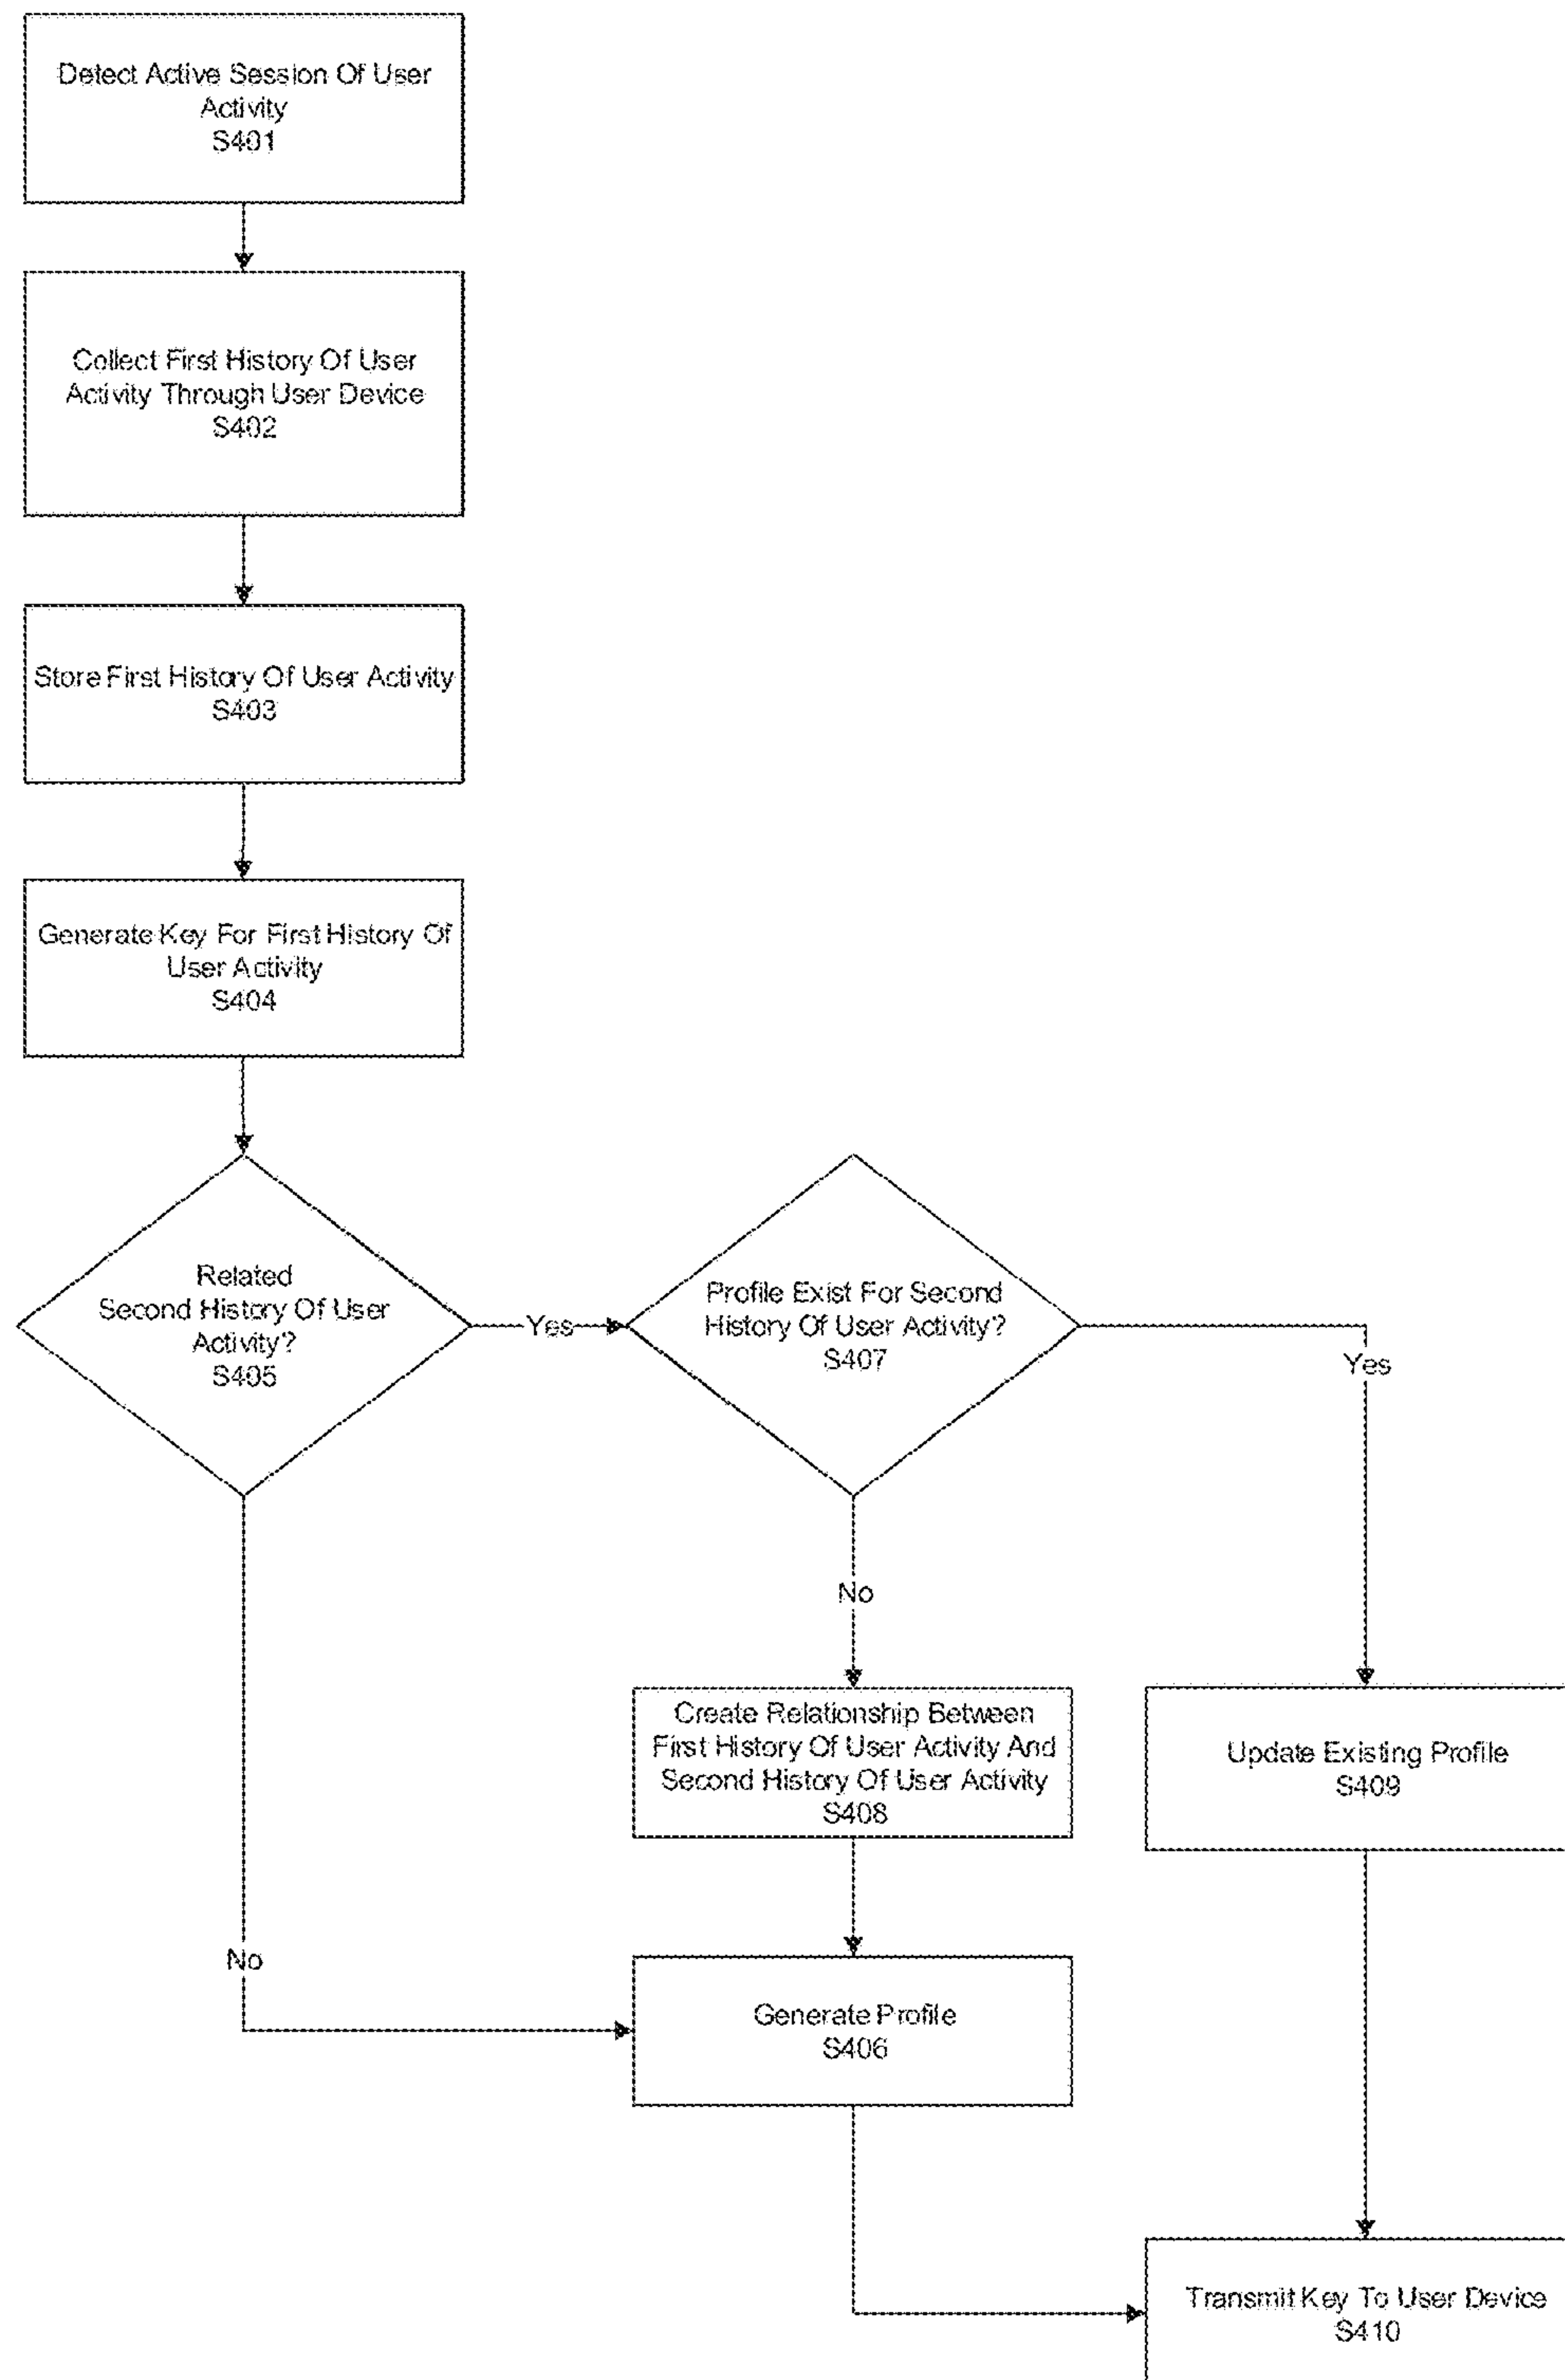 Detect Active Session Of User
Activity
S401
Collect First History Of User
Activity Through User Device
S402
Store First History Of User Activity
S403
Generate Key For First History Of
User Activity
S404
Related
Second History Of User
Activity?
S405
Yes
Profile Exist For Second
History Of User Activity?
S407
Yes
No
Create Relationship Between
First History Of User Activity And
Second History Of User Activity
S408
Update Existing Profile
S409
No
Generate Profile
S406
Transmit Key To User Device
S410